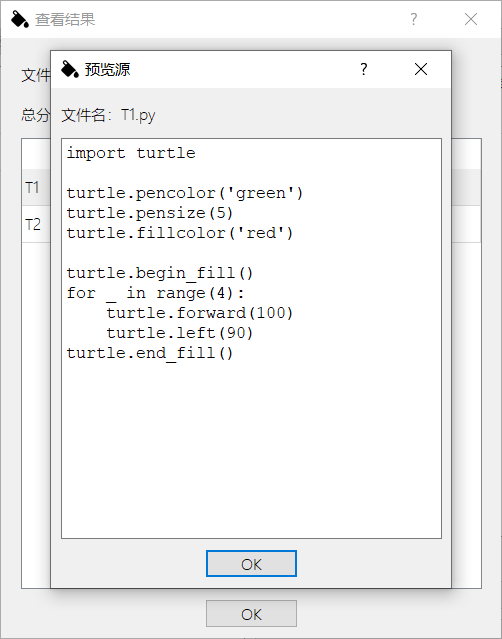 查看结果
预览源
文件
文件名: T1.py
总分
import turtle
turtle.pencolor('green')
turtle.pensize(5)
turtle.fillcolor('red')
turtle.begin_fill()
for _ in range(4):
    turtle.forward(100)
    turtle.left(90)
turtle.end_fill()
T1
T2
OK
OK